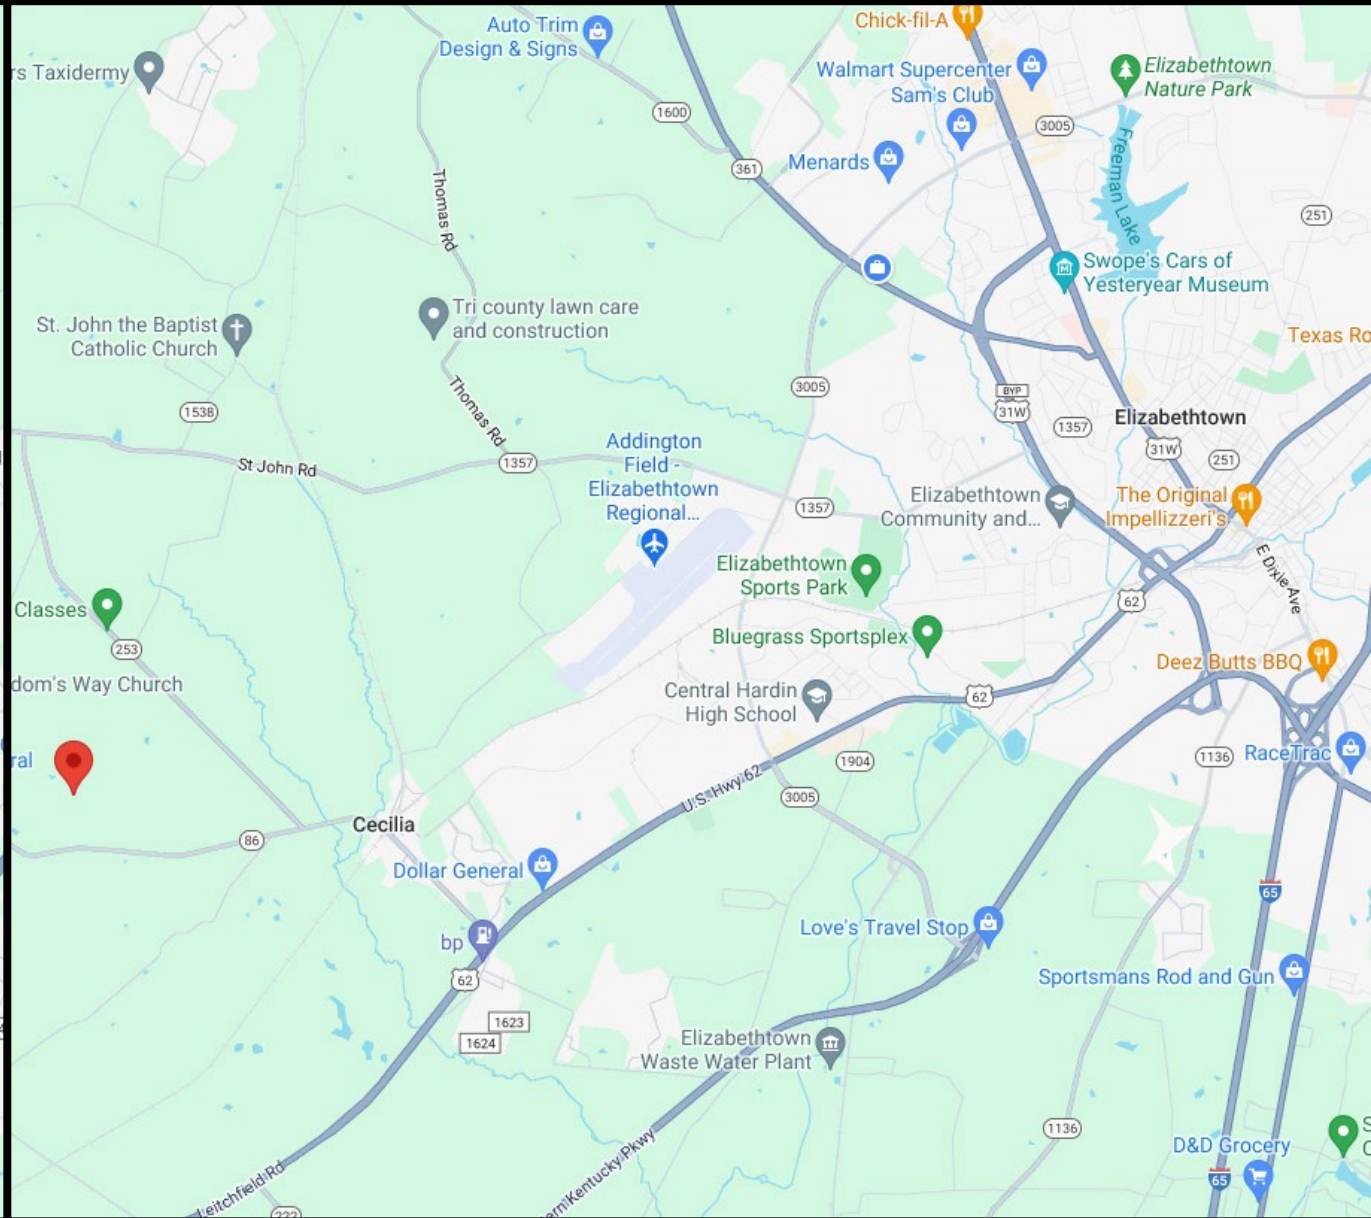 Auto Trim
Design & Signs
Chick-fil-A
rs Taxidermy
Walmart Supercenter
Sam's Club
Elizabethtown
Nature Park
1600
3005
Menards
361
Freeman Lake
Thomas Rd
251
Swope's Cars of
Yesteryear Museum
Tri county lawn care
and construction
St. John the Baptist
Catholic Church
Texas Ro
Thomas Rd
3005
BYP
31W
1538
1357
Elizabethtown
31W
251
St John Rd
1357
Addington
Field -
Elizabethtown
Regional...
1357
Elizabethtown
Community and...
The Original
Impellizzeri's
E Dixie Ave
Elizabethtown
Sports Park
62
Classes
253
Bluegrass Sportsplex
Deez Butts BBQ
dom's Way Church
Central Hardin
High School
62
ral
1904
1136
RaceTrac
U.S. Hwy 62
3005
Cecilia
86
Dollar General
65
bp
Love's Travel Stop
62
Sportsmans Rod and Gun
1623
1624
Elizabethtown
Waste Water Plant
1136
D&D Grocery
S
C
65
Leitchfield Rd
ern Kentucky Pkwy
222